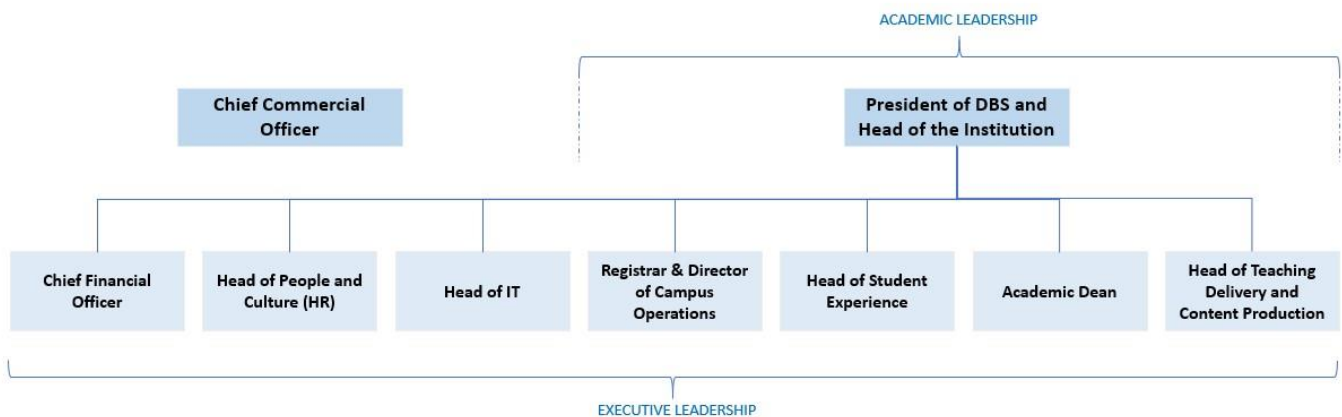 ACADEMIC LEADERSHIP
Chief Commercial
Officer
President of DBS and
Head of the Institution
Chief Financial
Officer
Head of People and
Culture (HR)
Head of IT
Registrar & Director
of Campus
Operations
Head of Student
Experience
Academic Dean
Head of Teaching
Delivery and
Content Production
EXECUTIVE LEADERSHIP